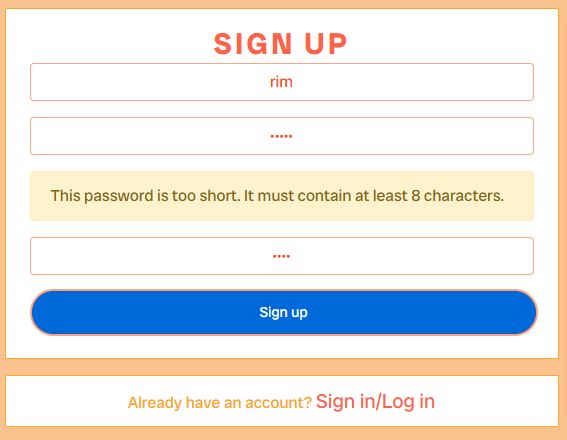 SIGN UP
rim
•••••
This password is too short. It must contain at least 8 characters.
••••
Sign up
Already have an account? Sign in/Log in